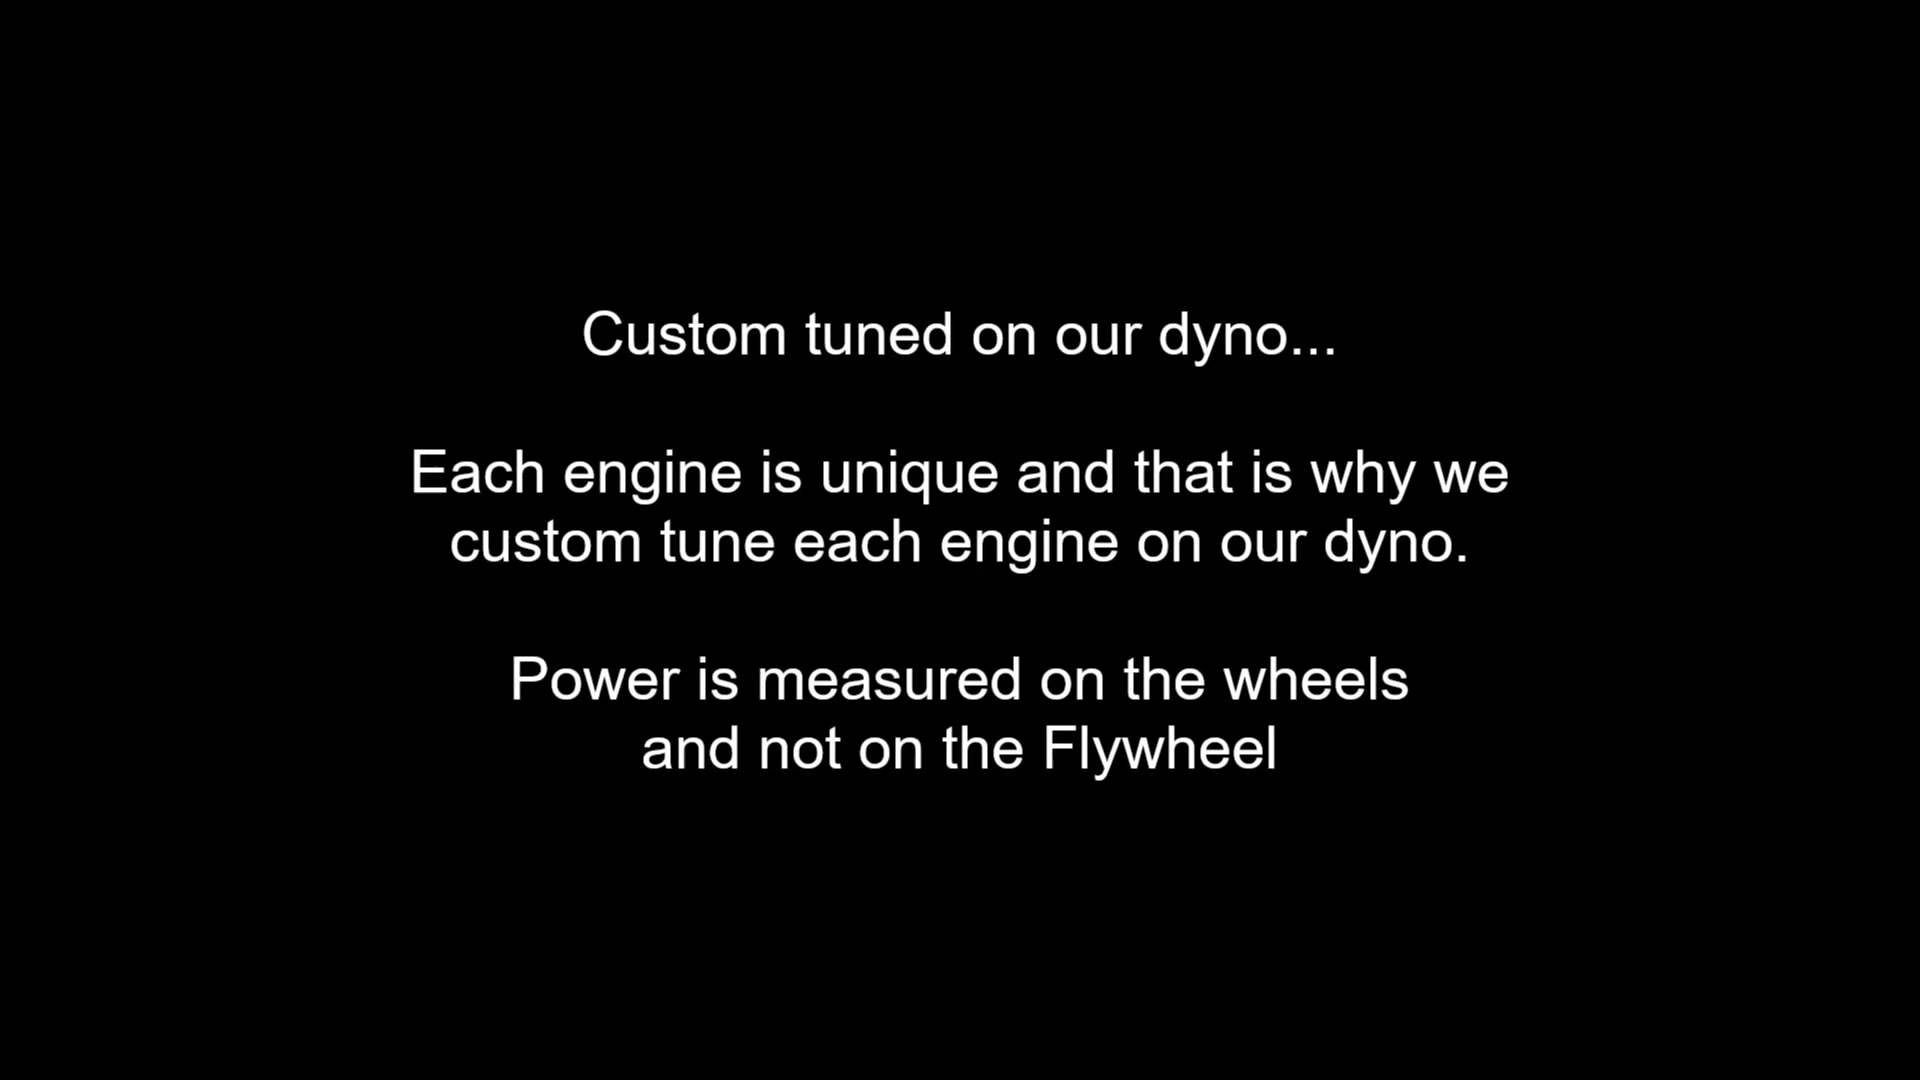 Custom tuned on our dyno...
Each engine is unique and that is why we
custom tune each engine on our dyno.
Power is measured on the wheels
and not on the Flywheel